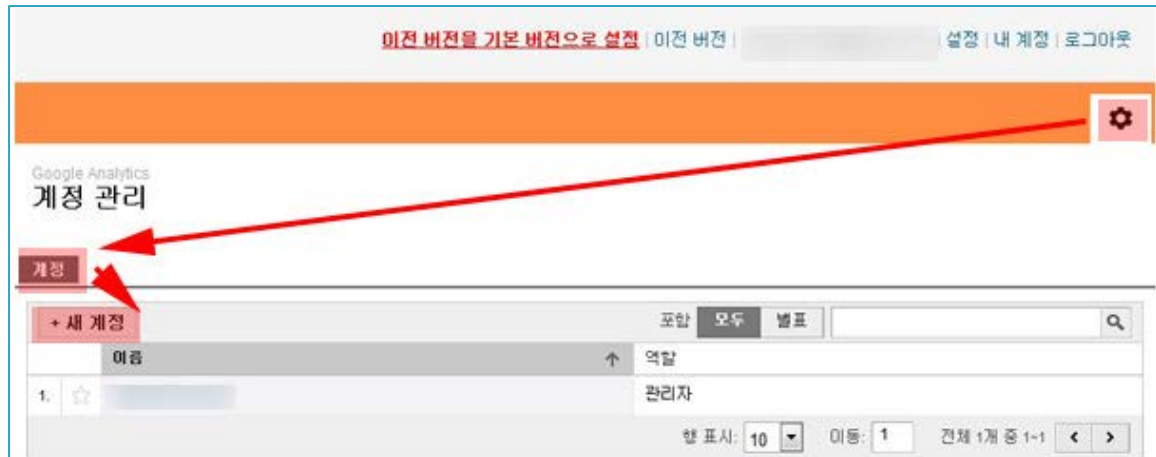 이전 버전을 기본 버전으로 설정 | 이전 버전 | 설정 | 내 계정 | 로그아웃
Google Analytics
계정 관리
계정
+ 새 계정 포함 모두 별표
이름 역할
1. 관리자
행 표시: 10 이동: 1 전체 1개 중 1~1